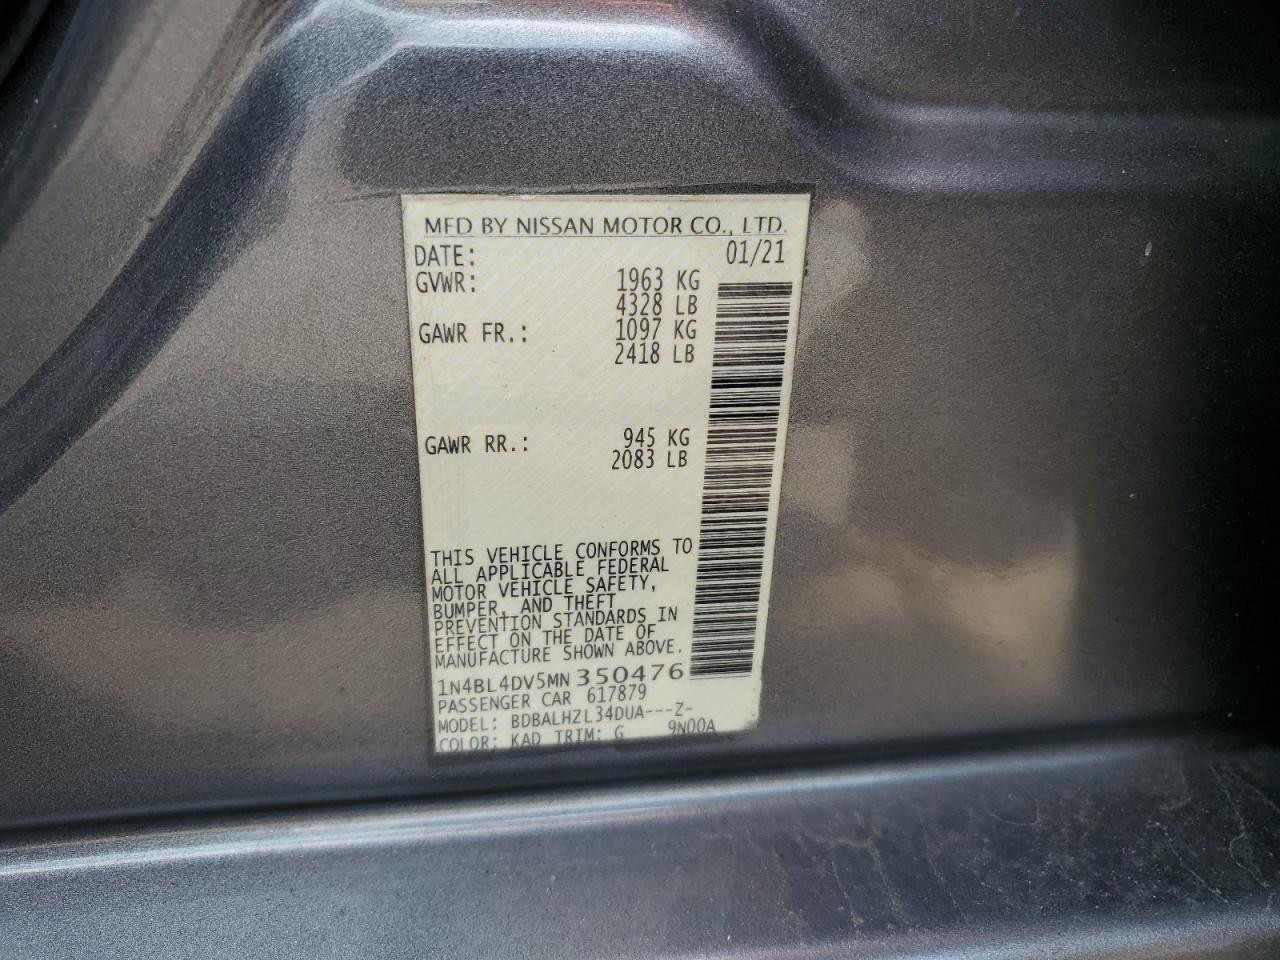 MFD BY NISSAN MOTOR CO., LTD.
DATE: 01/21
GVWR: 1963 KG
4328 LB
GAWR FR.: 1097 KG
2418 LB
GAWR RR.: 945 KG
2083 LB
THIS VEHICLE CONFORMS TO
ALL APPLICABLE FEDERAL
MOTOR VEHICLE SAFETY,
BUMPER, AND THEFT
PREVENTION STANDARDS IN
EFFECT ON THE DATE OF
MANUFACTURE SHOWN ABOVE.
1N4BL4DV5MN350476
PASSENGER CAR 617879
MODEL: BDBALHZL34DUA---Z-
COLOR: KAD TRIM: G 9N00A